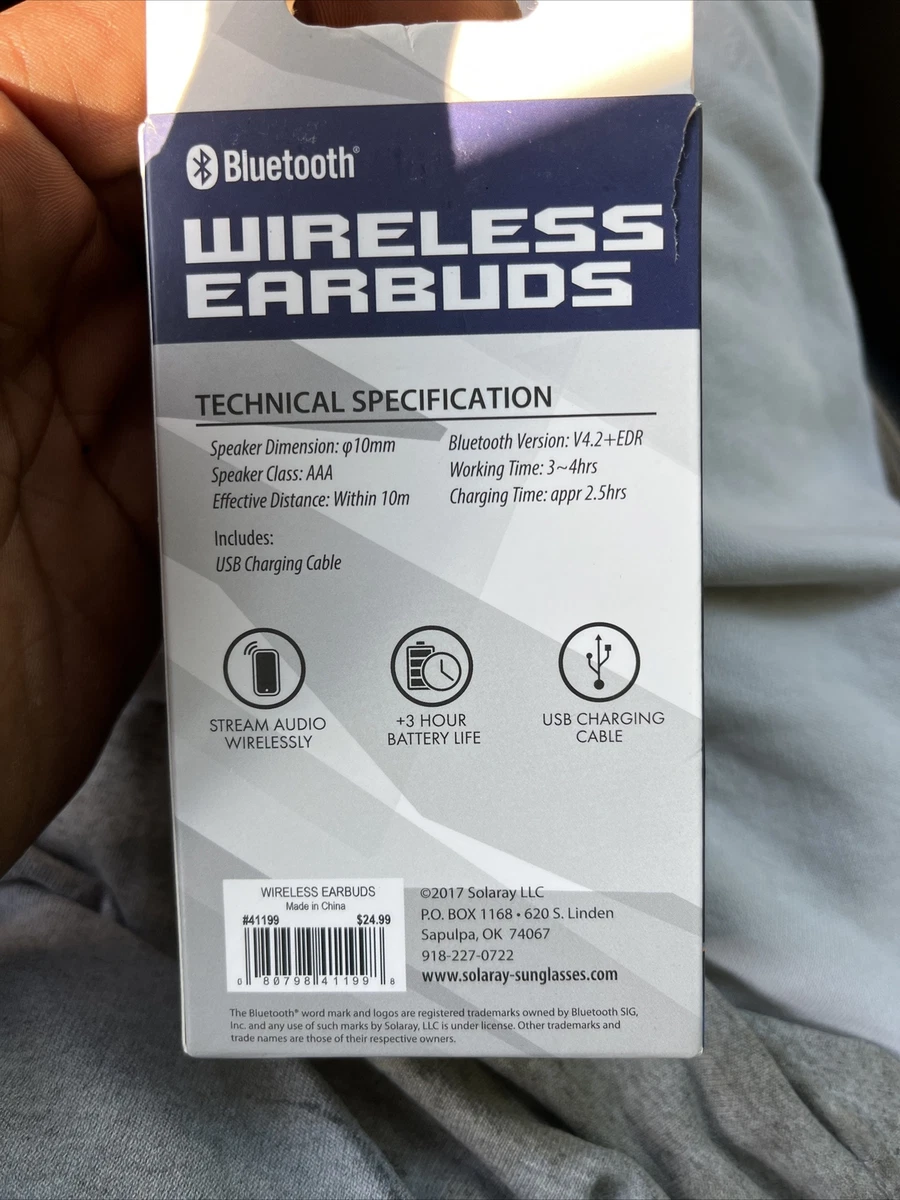 Bluetooth®
WIRELESS
EARBUDS
TECHNICAL SPECIFICATION
Speaker Dimension: φ10mm
Speaker Class: AAA
Effective Distance: Within 10m
Bluetooth Version: V4.2+EDR
Working Time: 3~4hrs
Charging Time: appr 2.5hrs
Includes:
USB Charging Cable
STREAM AUDIO
WIRELESSLY
+3 HOUR
BATTERY LIFE
USB CHARGING
CABLE
WIRELESS EARBUDS
Made in China
#41199 $24.99
0 80798 41199 8
©2017 Solaray LLC
P.O. BOX 1168 • 620 S. Linden
Sapulpa, OK 74067
918-227-0722
www.solaray-sunglasses.com
The Bluetooth® word mark and logos are registered trademarks owned by Bluetooth SIG,
Inc. and any use of such marks by Solaray, LLC is under license. Other trademarks and
trade names are those of their respective owners.